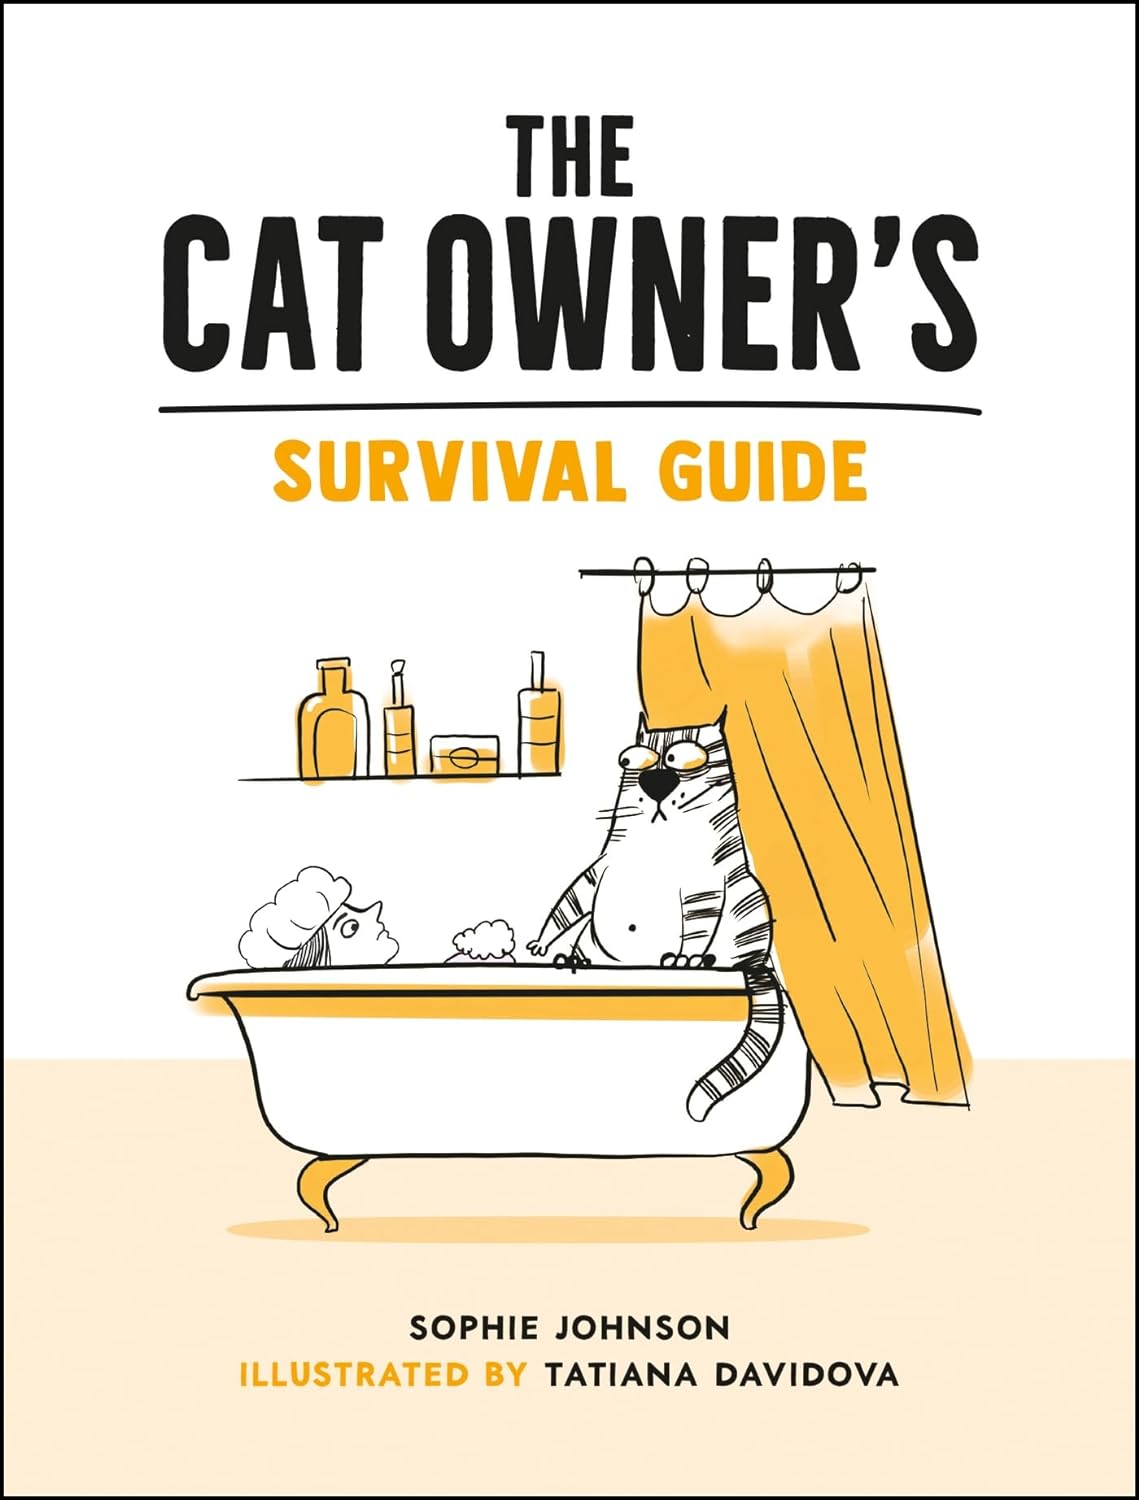 THE
CAT OWNER'S
SURVIVAL GUIDE
SOPHIE JOHNSON
ILLUSTRATED BY TATIANA DAVIDOVA